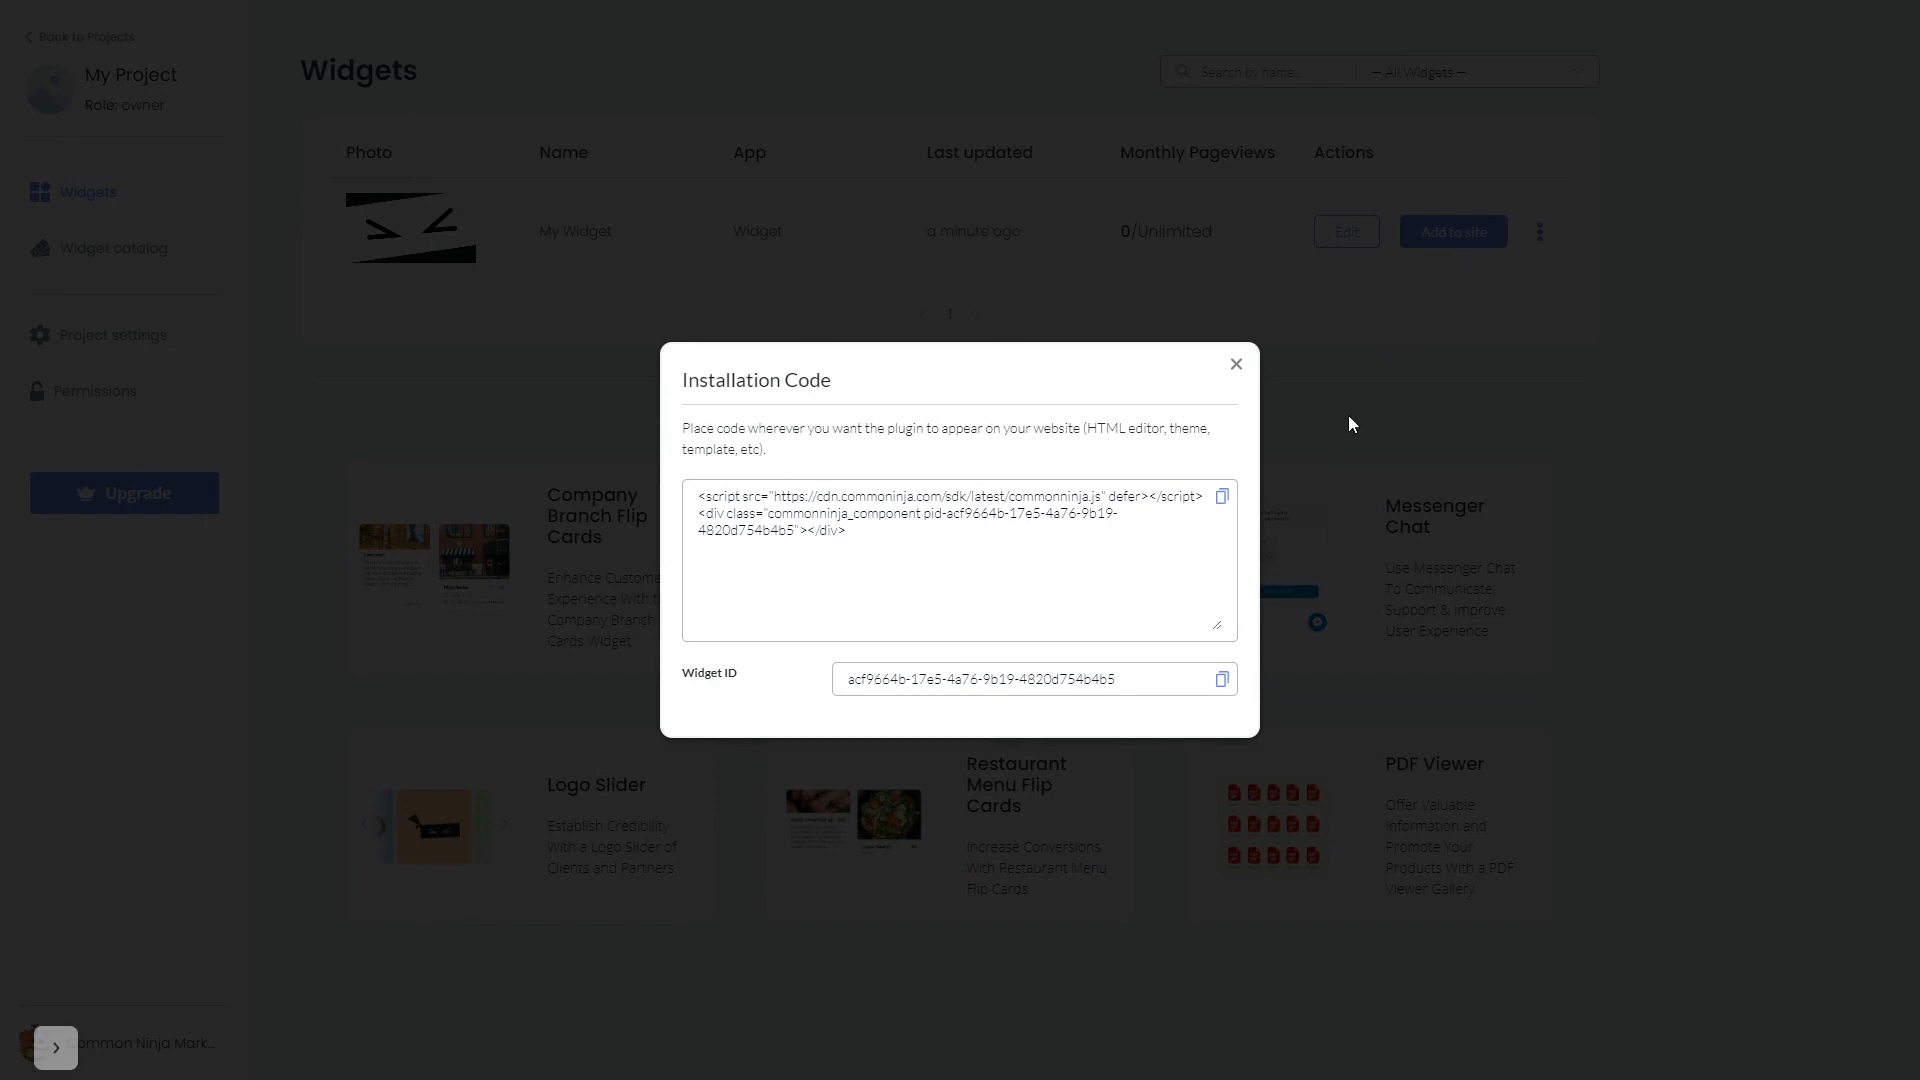 Back to Projects
My Project
Role: owner
Widgets
Widget catalog
Project settings
Permissions
Upgrade
Widgets
Search by name...
— All Widgets —
Photo
Name
App
Last updated
Monthly Pageviews
Actions
My Widget
Widget
a minute ago
0/Unlimited
Edit
Add to site
1
Installation Code
Place code wherever you want the plugin to appear on your website (HTML editor, theme,
template, etc).
<script src="https://cdn.commoninja.com/sdk/latest/commonninja.js" defer></script>
<div class="commonninja_component pid-acf9664b-17e5-4a76-9b19-
4820d754b4b5"></div>
Widget ID
acf9664b-17e5-4a76-9b19-4820d754b4b5
Company
Branch Flip
Cards
Enhance Custome
Experience With
Company Branch
Cards Widget
Messenger
Chat
Use Messenger Chat
To Communicate,
Support & Improve
User Experience
Logo Slider
Establish Credibility
With a Logo Slider of
Clients and Partners
Restaurant
Menu Flip
Cards
Increase Conversions
With Restaurant Menu
Flip Cards
PDF Viewer
Offer Valuable
Information and
Promote Your
Products With a PDF
Viewer Gallery
ommon Ninja Mark...